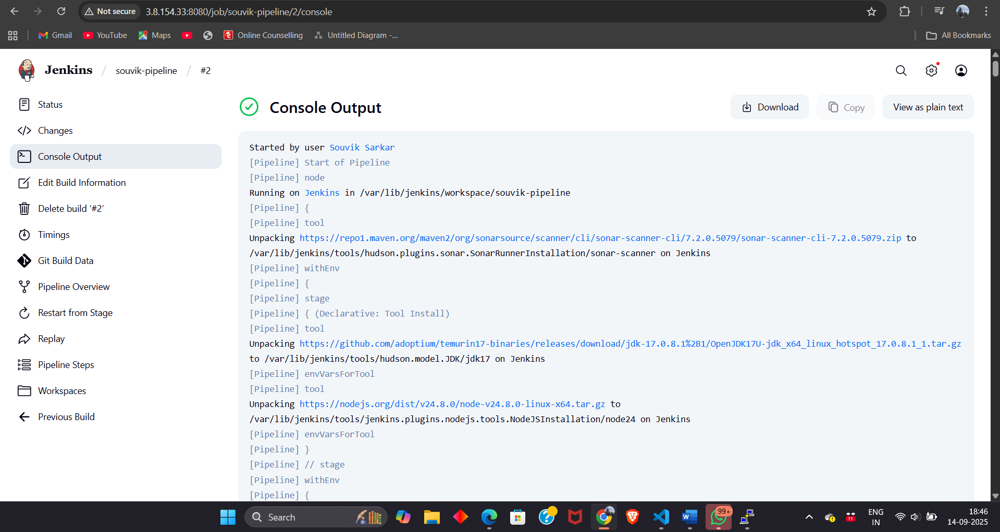 Not secure 3.8.154.33:8080/job/souvik-pipeline/2/console
Gmail YouTube Maps Online Counselling Untitled Diagram -... All Bookmarks
Jenkins / souvik-pipeline / #2
Status
Changes
Console Output
Edit Build Information
Delete build ‘#2’
Timings
Git Build Data
Pipeline Overview
Restart from Stage
Replay
Pipeline Steps
Workspaces
Previous Build
Console Output
Download Copy View as plain text
Started by user Souvik Sarkar
[Pipeline] Start of Pipeline
[Pipeline] node
Running on Jenkins in /var/lib/jenkins/workspace/souvik-pipeline
[Pipeline] {
[Pipeline] tool
Unpacking https://repo1.maven.org/maven2/org/sonarsource/scanner/cli/sonar-scanner-cli/7.2.0.5079/sonar-scanner-cli-7.2.0.5079.zip to
/var/lib/jenkins/tools/hudson.plugins.sonar.SonarRunnerInstallation/sonar-scanner on Jenkins
[Pipeline] withEnv
[Pipeline] {
[Pipeline] stage
[Pipeline] { (Declarative: Tool Install)
[Pipeline] tool
Unpacking https://github.com/adoptium/temurin17-binaries/releases/download/jdk-17.0.8.1%2B1/OpenJDK17U-jdk_x64_linux_hotspot_17.0.8.1_1.tar.gz
to /var/lib/jenkins/tools/hudson.model.JDK/jdk17 on Jenkins
[Pipeline] envVarsForTool
[Pipeline] tool
Unpacking https://nodejs.org/dist/v24.8.0/node-v24.8.0-linux-x64.tar.gz to
/var/lib/jenkins/tools/jenkins.plugins.nodejs.tools.NodeJSInstallation/node24 on Jenkins
[Pipeline] envVarsForTool
[Pipeline] }
[Pipeline] // stage
[Pipeline] withEnv
[Pipeline] {
Search
99+
11
ENG
IN
18:46
14-09-2025